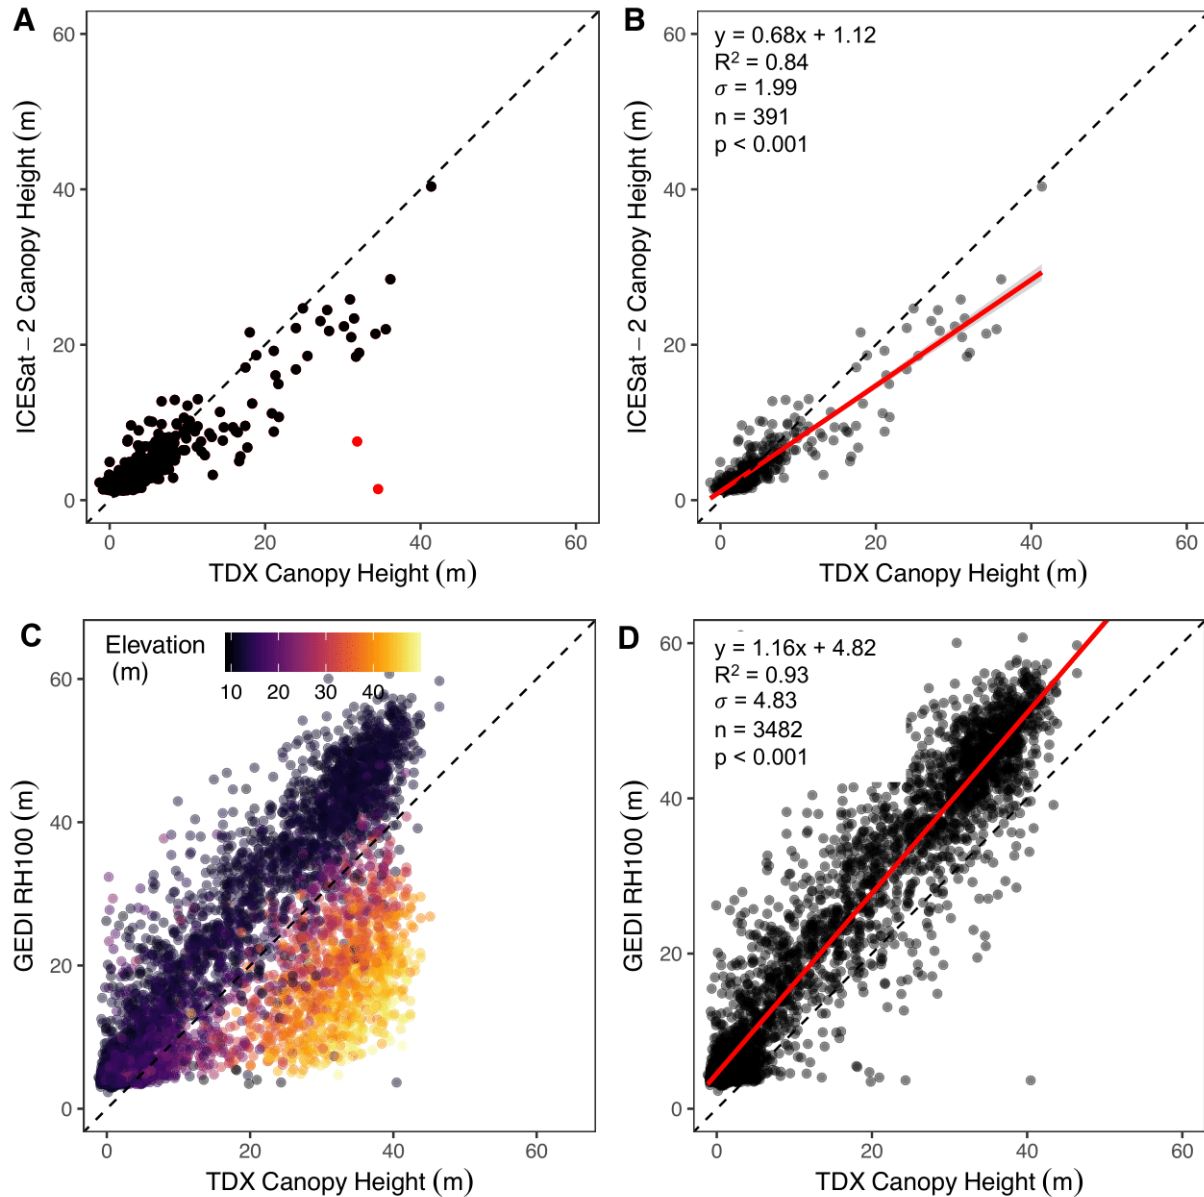 A
60
40
20
0
ICESat − 2 Canopy Height (m)
0 20 40 60
TDX Canopy Height (m)
B
y = 0.68x + 1.12
R² = 0.84
σ = 1.99
n = 391
p < 0.001
60
40
20
0
ICESat − 2 Canopy Height (m)
0 20 40 60
TDX Canopy Height (m)
C
Elevation
(m)
10 20 30 40
60
40
20
0
GEDI RH100 (m)
0 20 40 60
TDX Canopy Height (m)
D
y = 1.16x + 4.82
R² = 0.93
σ = 4.83
n = 3482
p < 0.001
60
40
20
0
GEDI RH100 (m)
0 20 40 60
TDX Canopy Height (m)